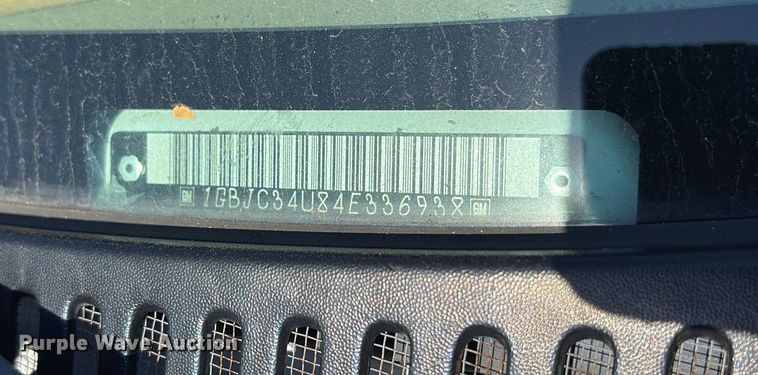 GM 1GBJC34U84E336938 GM
Purple Wave Auction